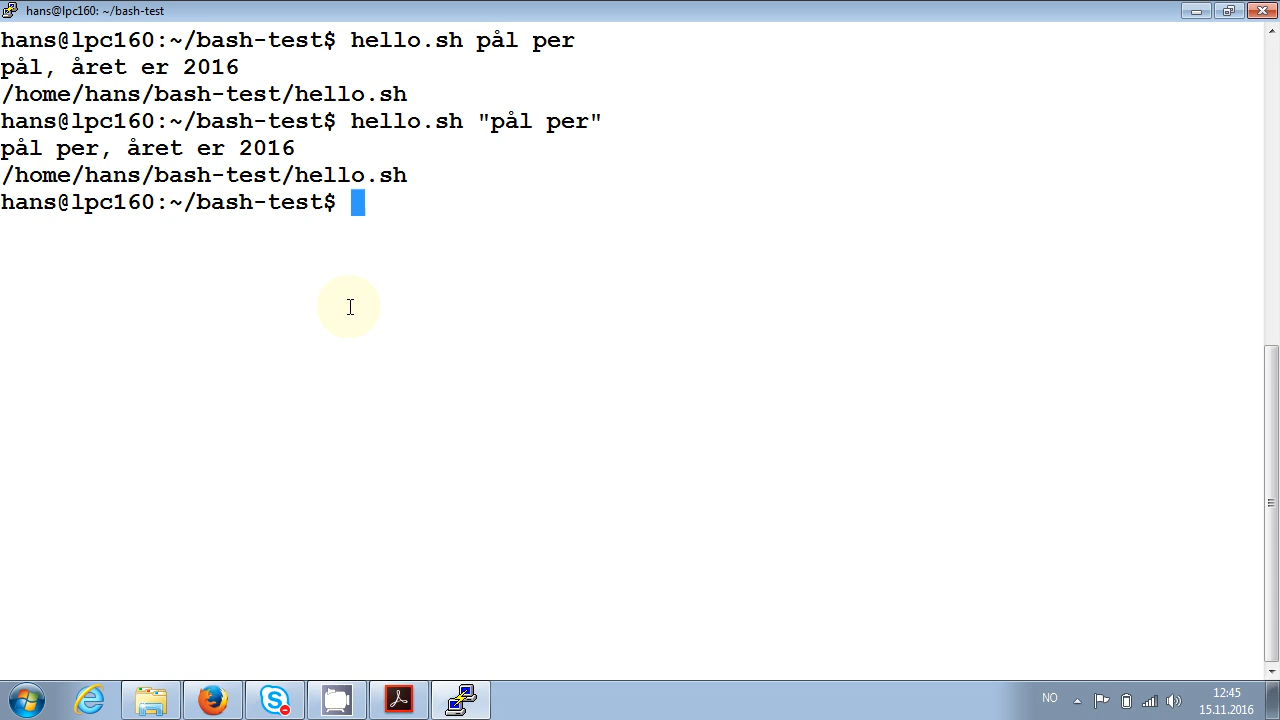 hans@lpc160: ~/bash-test
hans@lpc160:~/bash-test$ hello.sh pål per
pål, året er 2016
/home/hans/bash-test/hello.sh
hans@lpc160:~/bash-test$ hello.sh "pål per"
pål per, året er 2016
/home/hans/bash-test/hello.sh
hans@lpc160:~/bash-test$
NO
12:45
15.11.2016